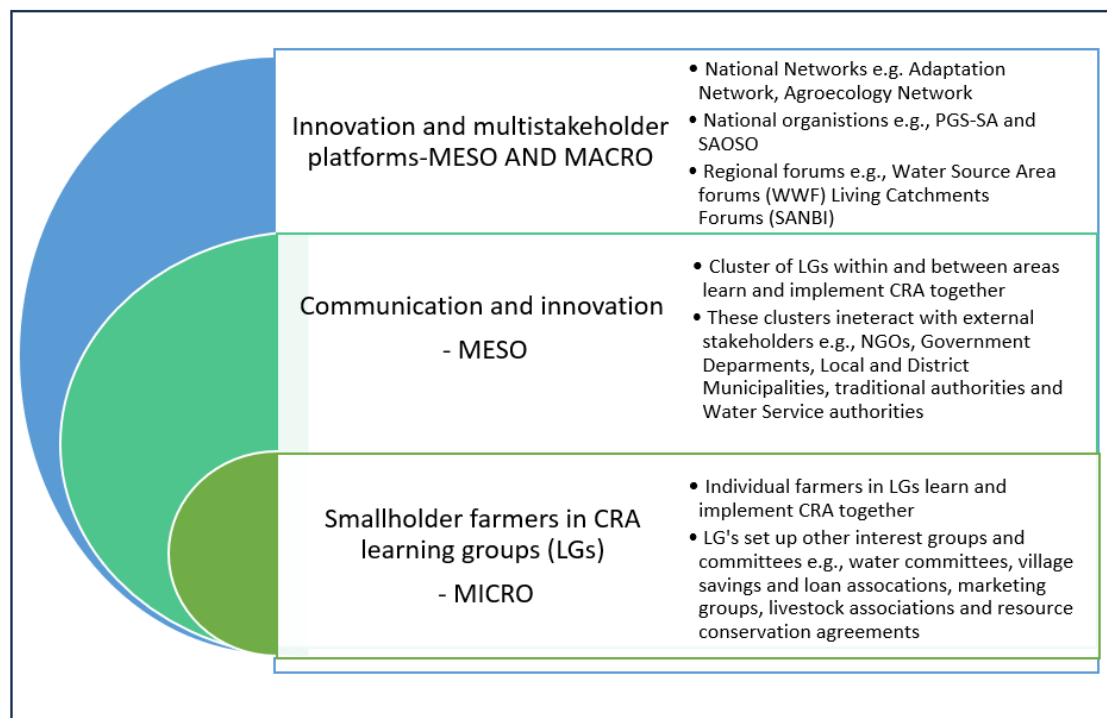 Innovation and multistakeholder
platforms-MESO AND MACRO
• National Networks e.g. Adaptation
Network, Agroecology Network
• National organistions e.g., PGS-SA and
SAOSO
• Regional forums e.g., Water Source Area
forums (WWF) Living Catchments
Forums (SANBI)
Communication and innovation
- MESO
• Cluster of LGs within and between areas
learn and implement CRA together
• These clusters ineteract with external
stakeholders e.g., NGOs, Government
Deparments, Local and District
Municipalities, traditional authorities and
Water Service authorities
Smallholder farmers in CRA
learning groups (LGs)
- MICRO
• Individual farmers in LGs learn and
implement CRA together
• LG's set up other interest groups and
committees e.g., water committees, village
savings and loan assocations, marketing
groups, livestock associations and resource
conservation agreements